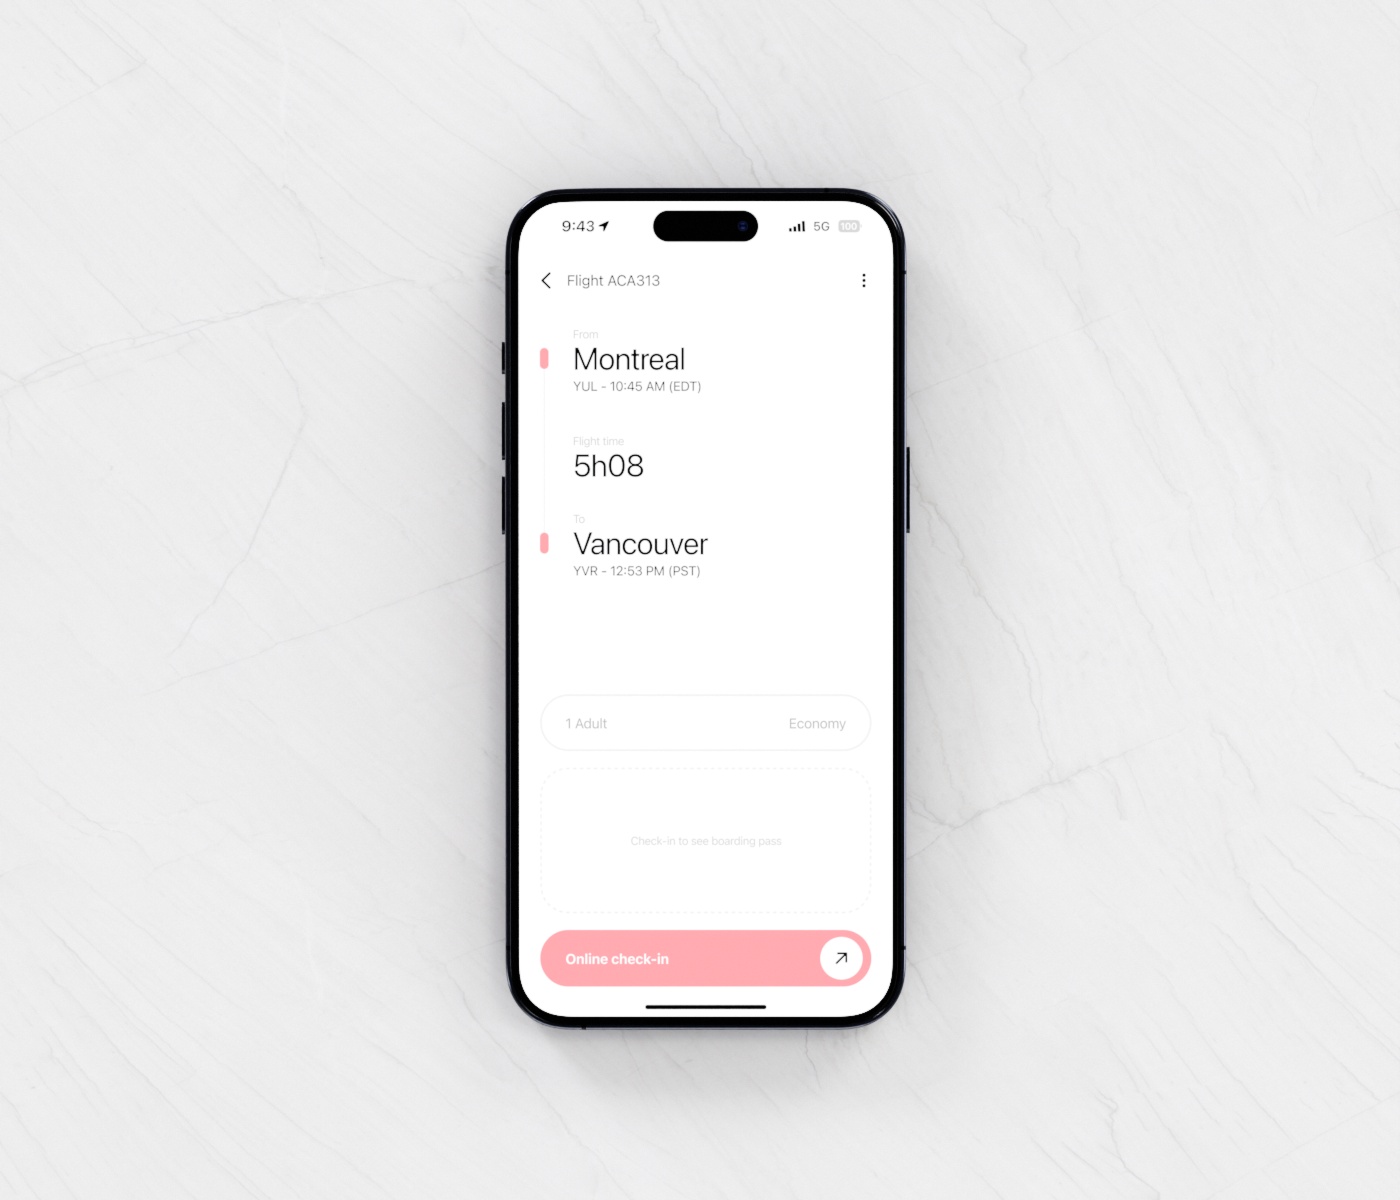 9:43 5G 100
Flight ACA313
From
Montreal
YUL - 10:45 AM (EDT)
Flight time
5h08
To
Vancouver
YVR - 12:53 PM (PST)
1 Adult Economy
Check-in to see boarding pass
Online check-in